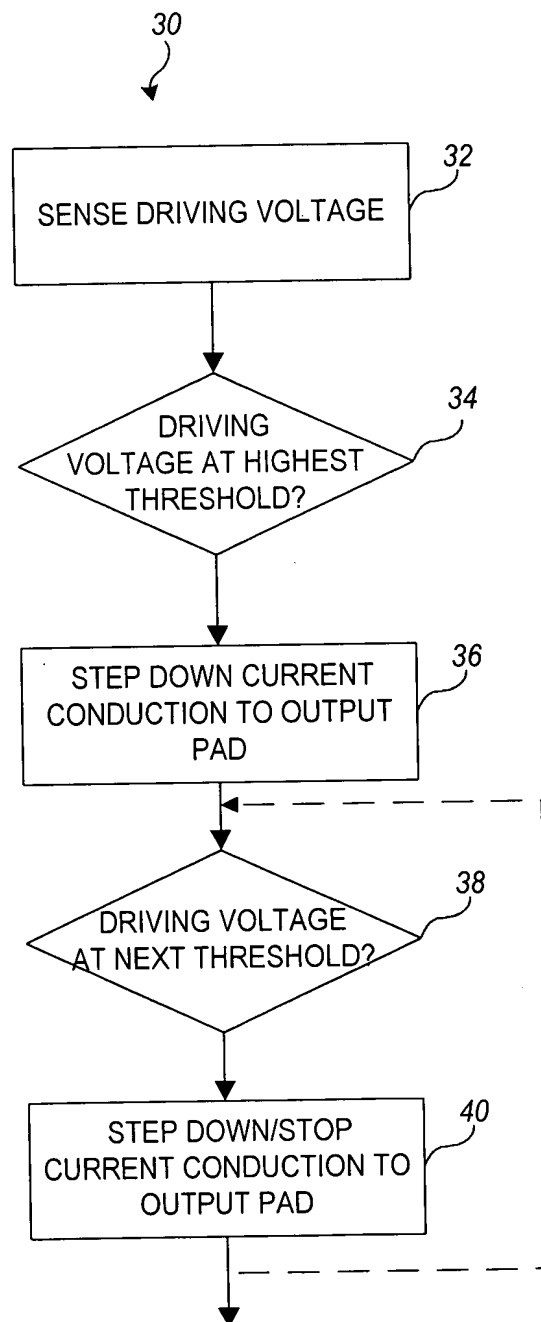 30
32
SENSE DRIVING VOLTAGE
34
DRIVING
VOLTAGE AT HIGHEST
THRESHOLD?
36
STEP DOWN CURRENT
CONDUCTION TO OUTPUT
PAD
38
DRIVING VOLTAGE
AT NEXT THRESHOLD?
40
STEP DOWN/STOP
CURRENT CONDUCTION TO
OUTPUT PAD